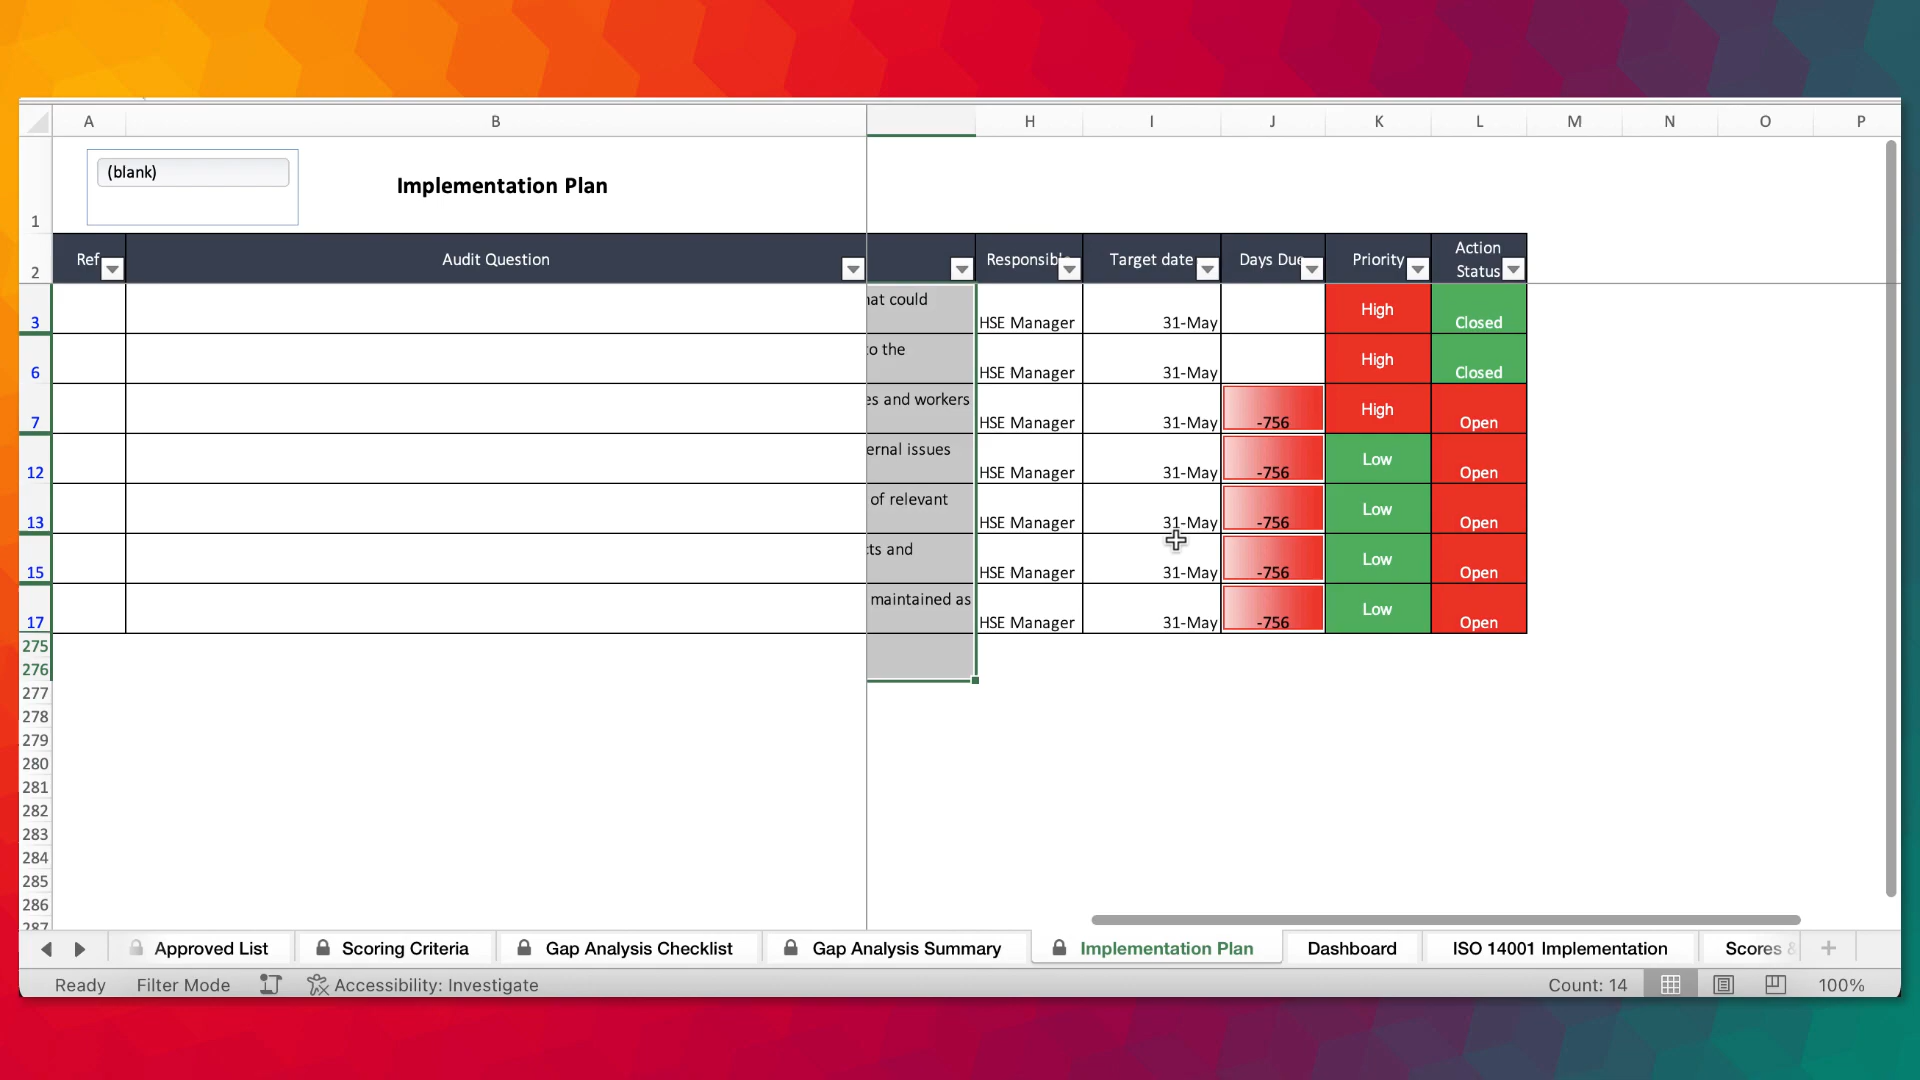 A B H I J K L M N O P
(blank)
Implementation Plan
1
Ref Audit Question Target date Priority Action Status
2
3 could HSE Manager 31-May High Closed
6 the HSE Manager 31-May High Closed
7 and workers HSE Manager 31-May -756 High Open
12 issues HSE Manager 31-May -756 Low Open
13 of relevant HSE Manager 31-May -756 Low Open
15 and HSE Manager 31-May -756 Low Open
17 maintained as HSE Manager 31-May -756 Low Open
275
276
277
278
279
280
281
282
283
284
285
286
287
Approved List Scoring Criteria Gap Analysis Checklist Gap Analysis Summary Implementation Plan Dashboard ISO 14001 Implementation Scores
Ready Filter Mode Accessibility: Investigate Count: 14 100%